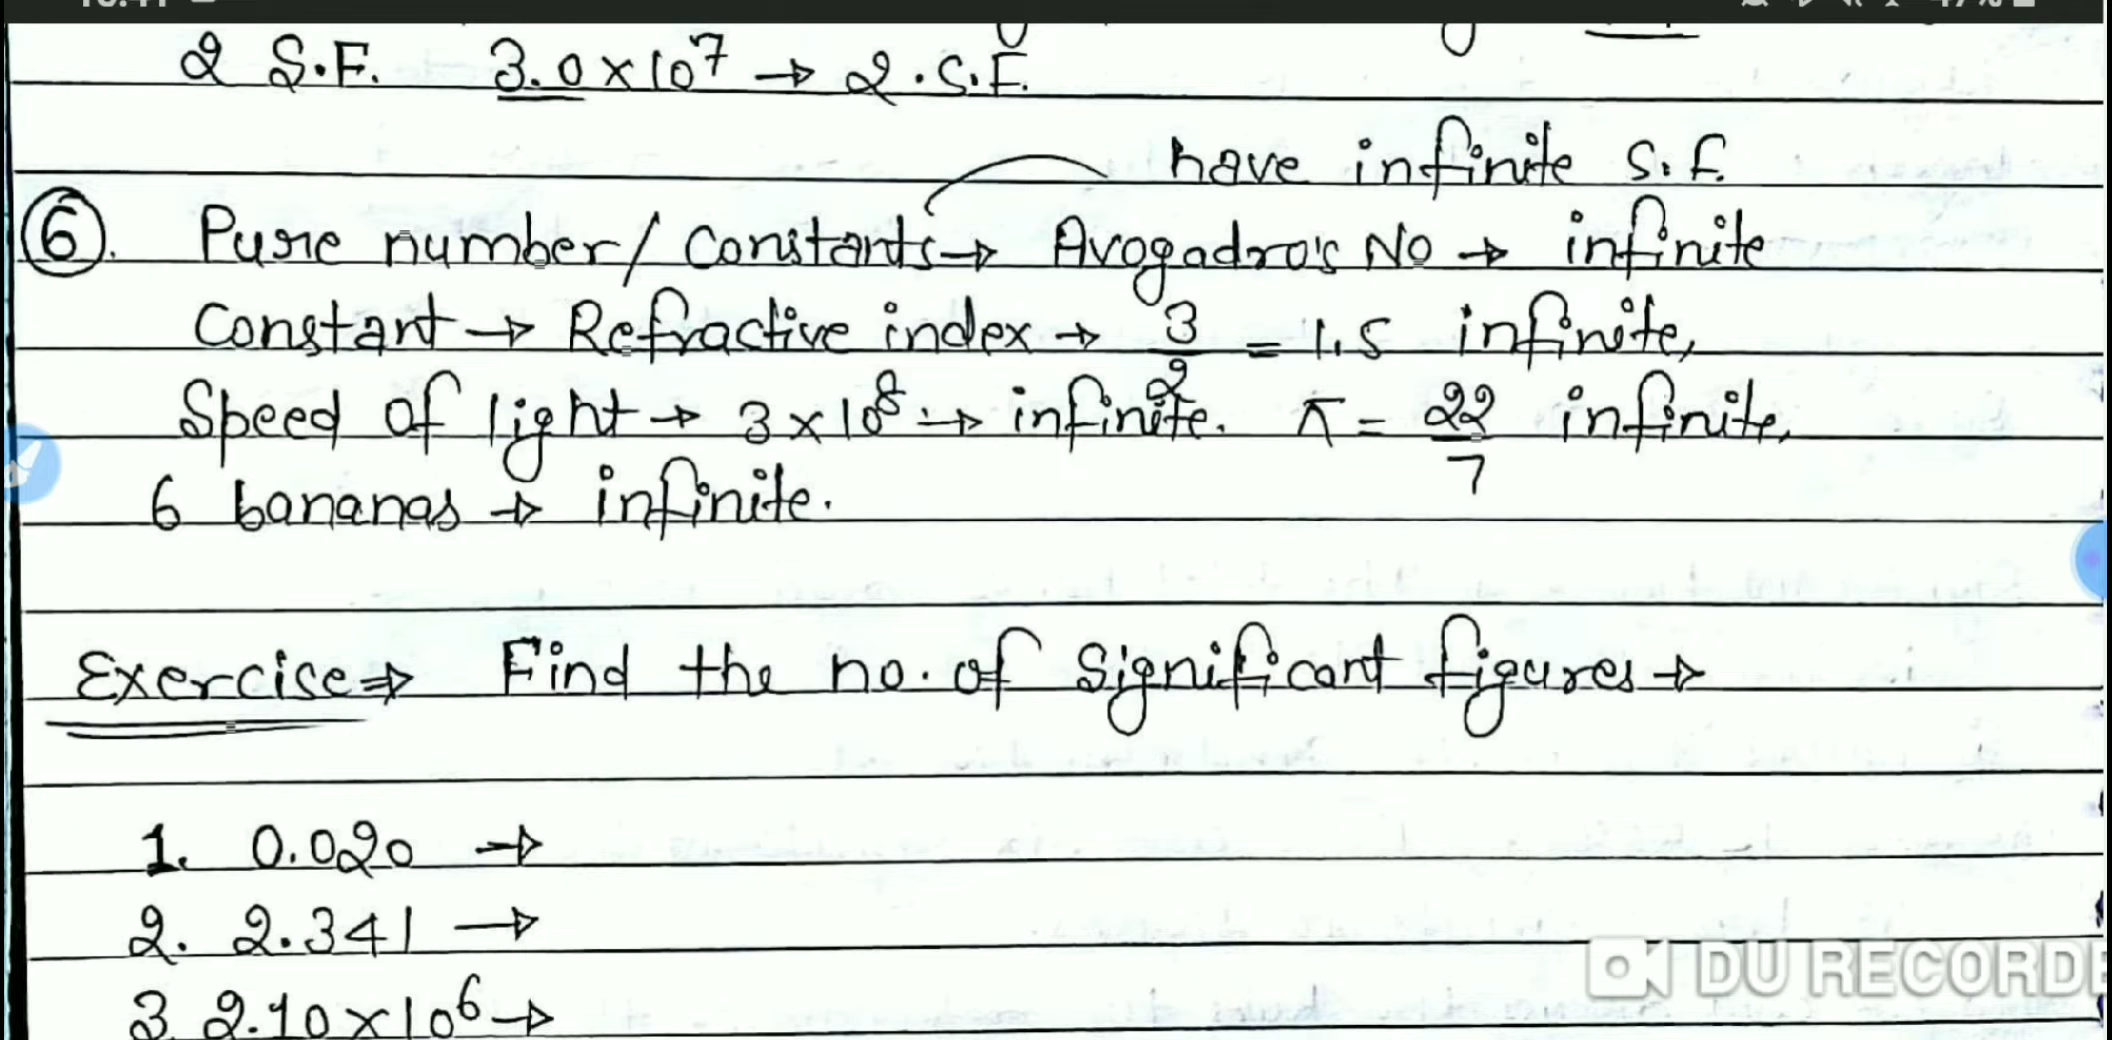 2 S.F. 3.0×10⁷ → 2.S.F.
have infinite S.f.
⑥. Pure number/Constants→ Avogadro's No → infinite
Constant → Refractive index → 3/2 = 1.5 infinite,
Speed of light → 3×10⁸ → infinite. π = 22/7 infinite,
6 bananas → infinite.
Exercise⇒ Find the no. of Significant figures→
1. 0.020 →
2. 2.341 →
3. 2.10×10⁶→
DU RECORDE